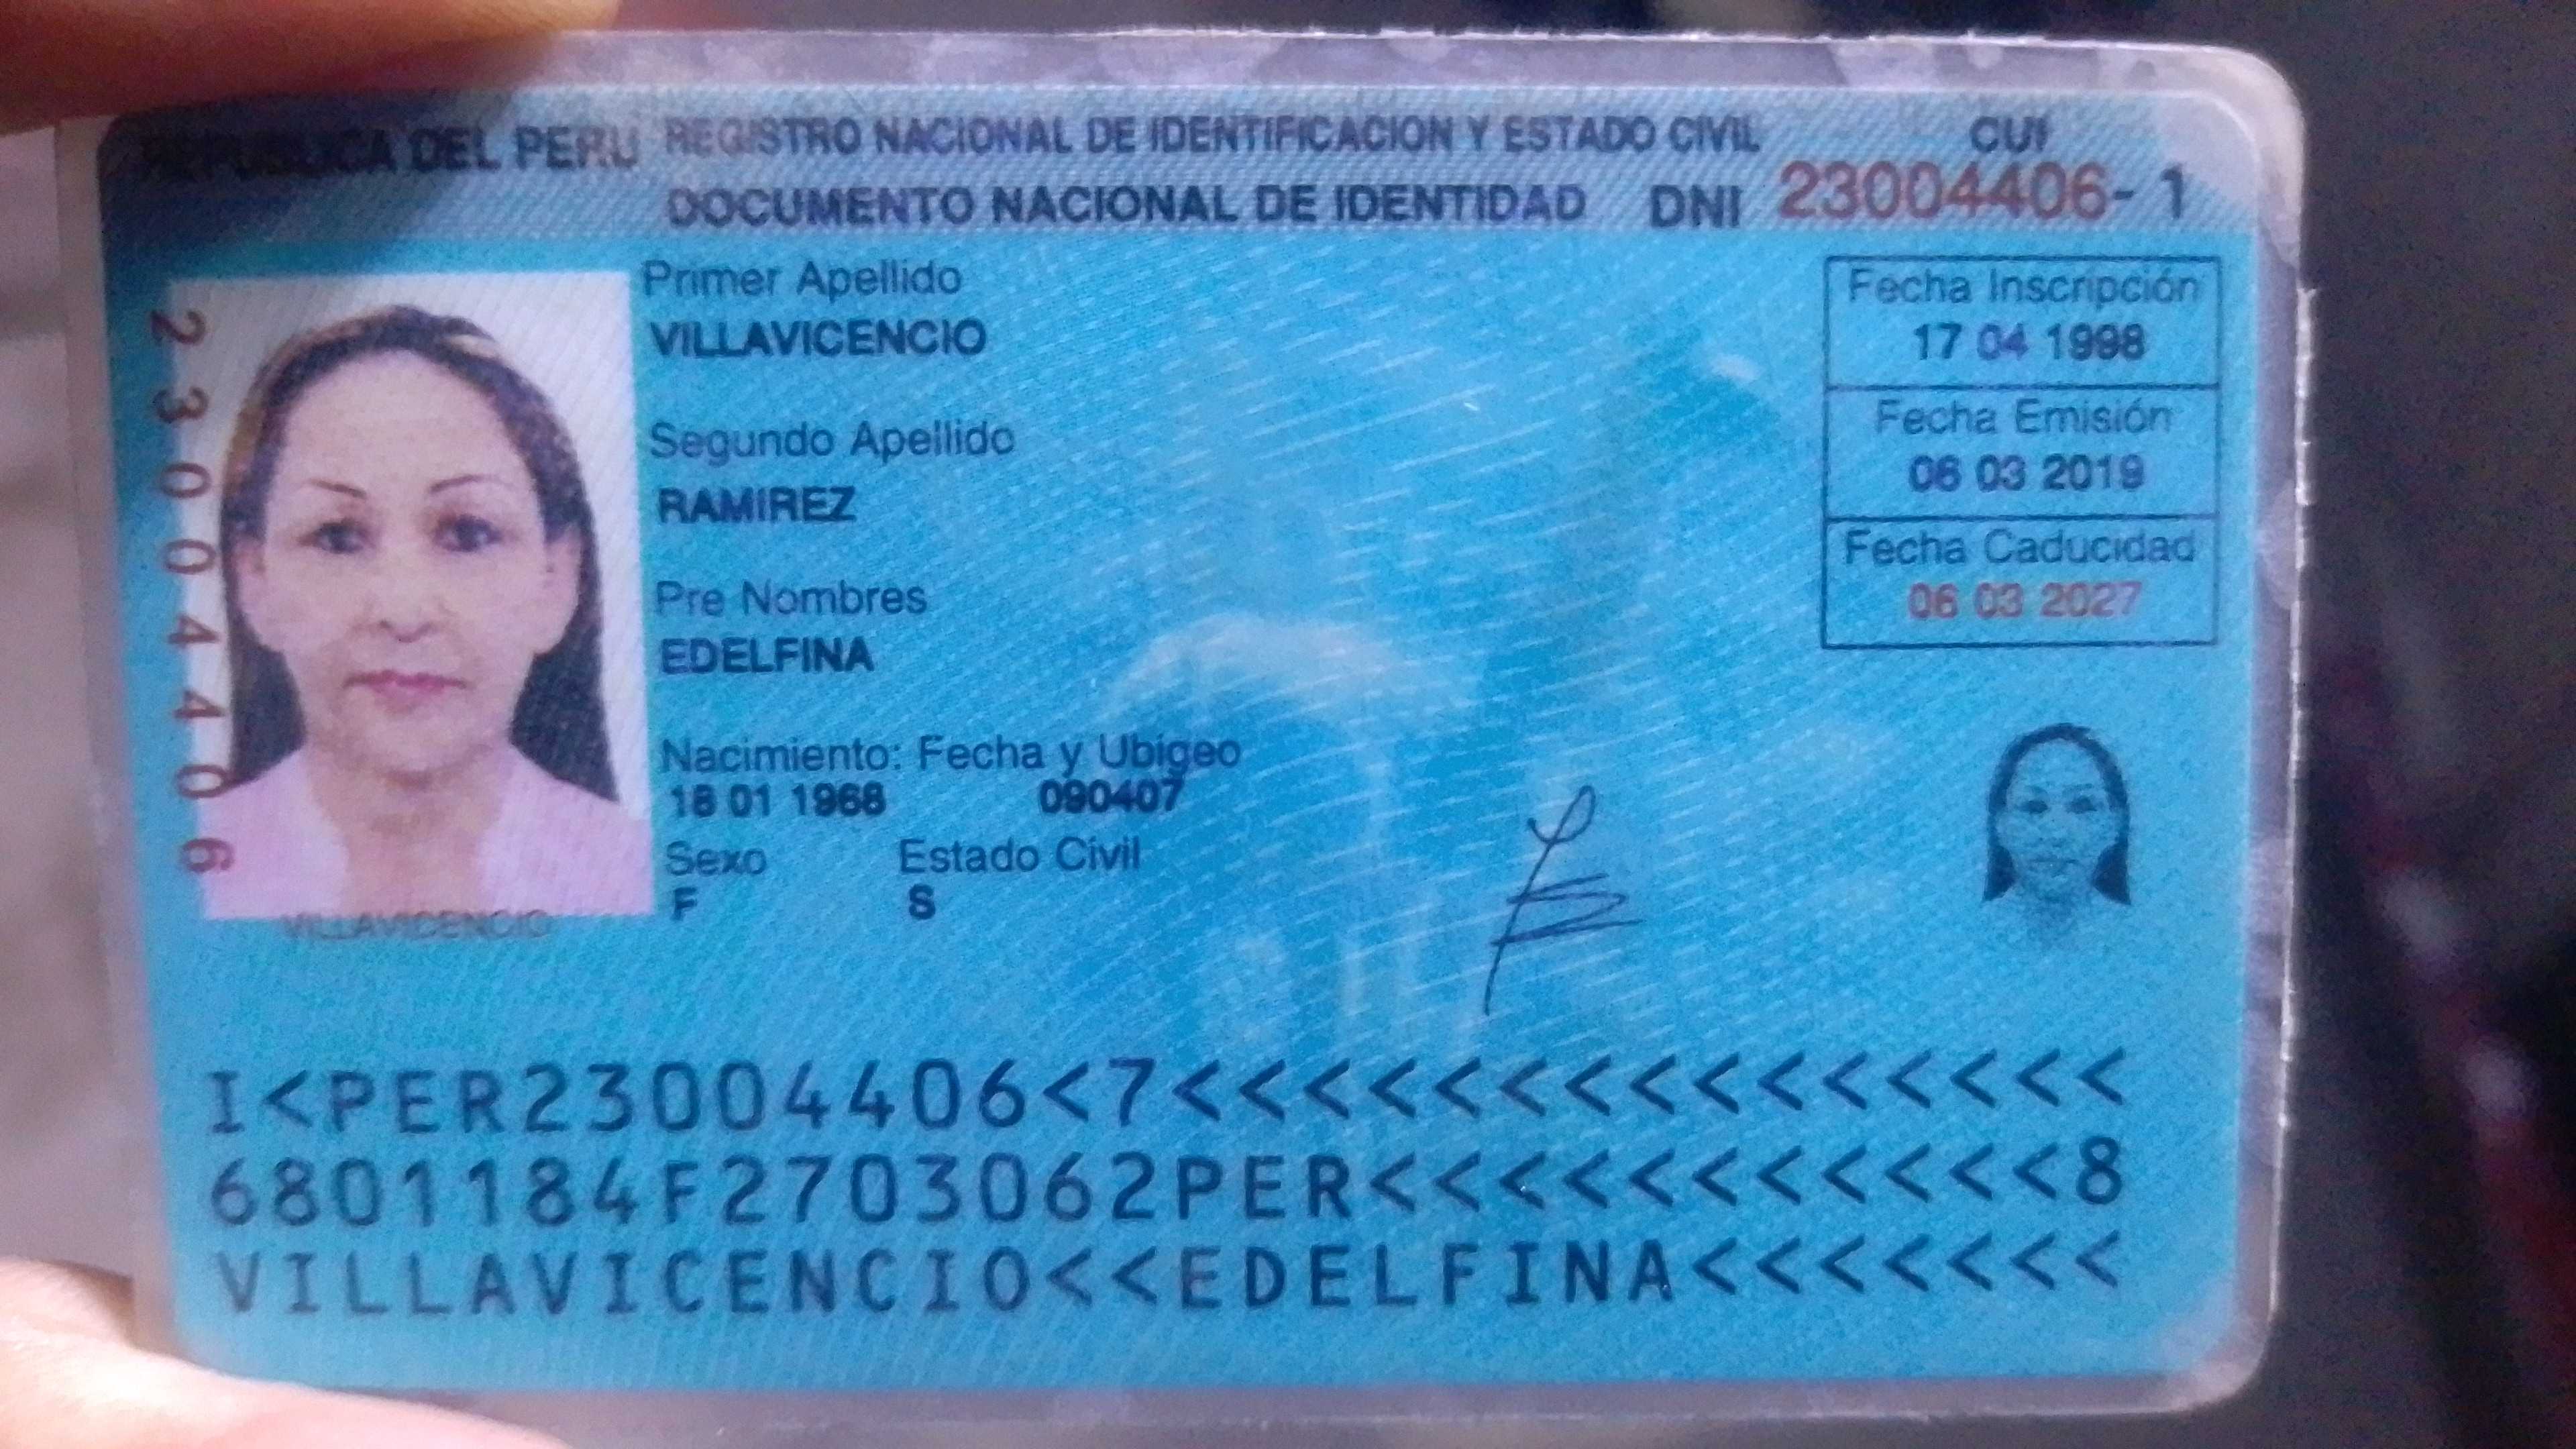 REPUBLICA DEL PERU REGISTRO NACIONAL DE IDENTIFICACION Y ESTADO CIVIL CUI
DOCUMENTO NACIONAL DE IDENTIDAD DNI 23004406-1
Primer Apellido
VILLAVICENCIO
Segundo Apellido
RAMIREZ
Pre Nombres
EDELFINA
Nacimiento: Fecha y Ubigeo
18 01 1968 090407
Sexo Estado Civil
F S
Fecha Inscripción
17 04 1998
Fecha Emisión
06 03 2019
Fecha Caducidad
06 03 2027
23004406
VILLAVICENCIO
I<PER23004406<7<<<<<<<<<<<<<<<
6801184F2703062PER<<<<<<<<<<<8
VILLAVICENCIO<<EDELFINA<<<<<<<